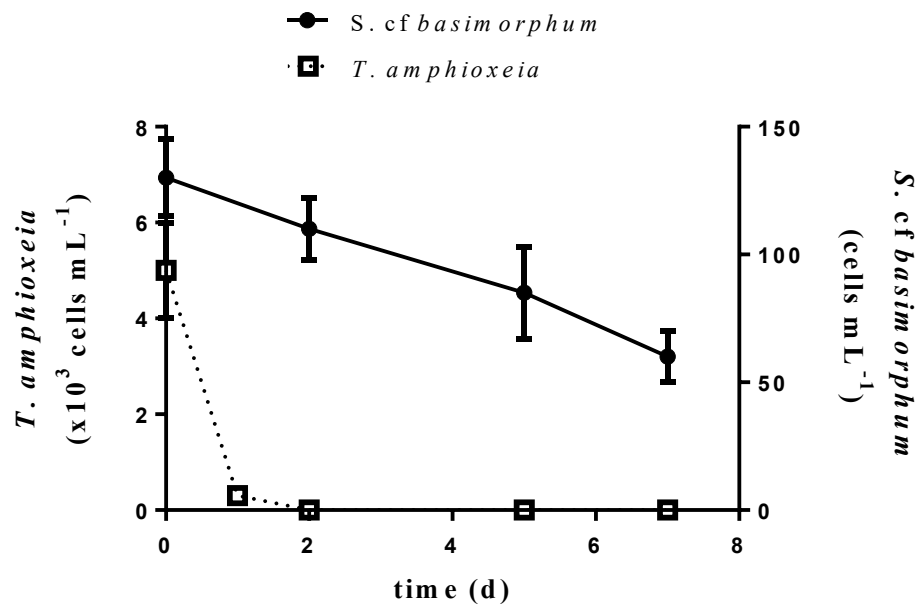 S. cf basimorphum
T. amphioxeia
8
6
4
2
0
T. amphioxeia
(x10³ cells mL⁻¹)
150
100
50
0
S. cf basimorphum
(cells mL⁻¹)
0 2 4 6 8
time (d)